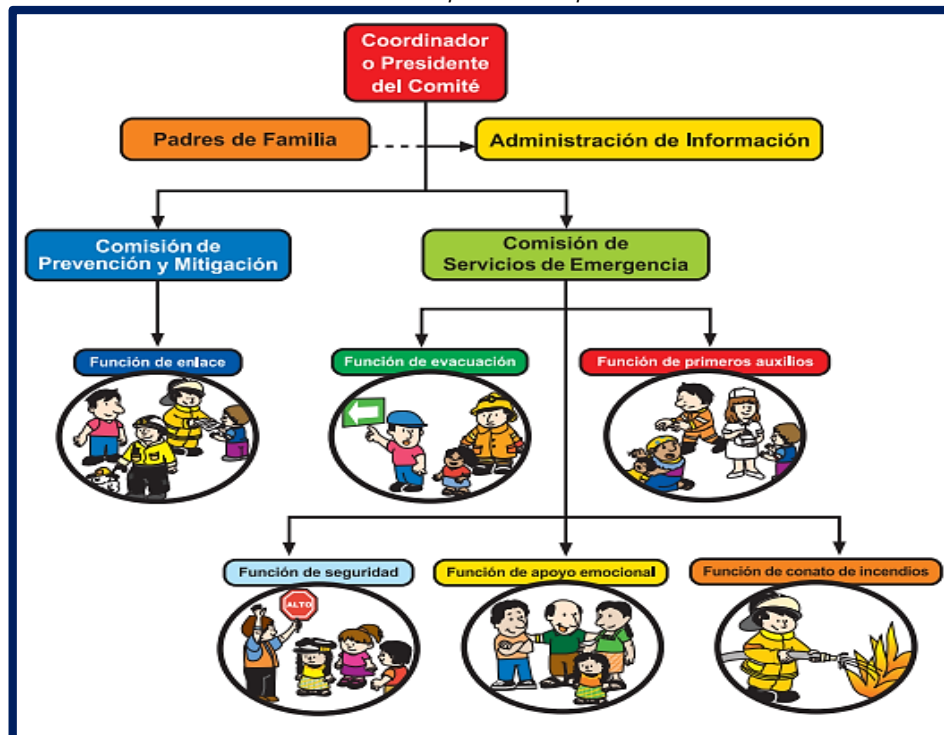 Coordinador
o Presidente
del Comité
Padres de Familia
Administración de Información
Comisión de
Prevención y Mitigación
Comisión de
Servicios de Emergencia
Función de enlace
Función de evacuación
Función de primeros auxilios
Función de seguridad
Función de apoyo emocional
Función de conato de incendios
ALTO